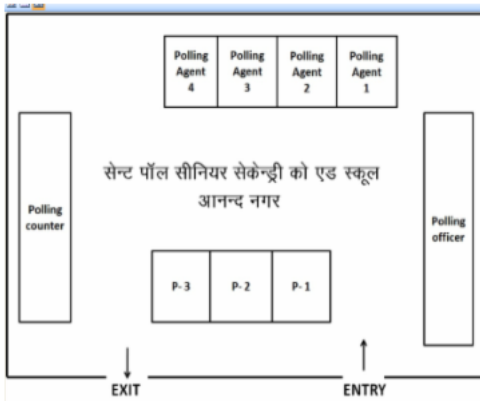 Polling Agent 4
Polling Agent 3
Polling Agent 2
Polling Agent 1
सेन्ट पॉल सीनियर सेकेन्ड्री को एड स्कूल
आनन्द नगर
Polling counter
Polling officer
P- 3
P- 2
P- 1
EXIT
ENTRY